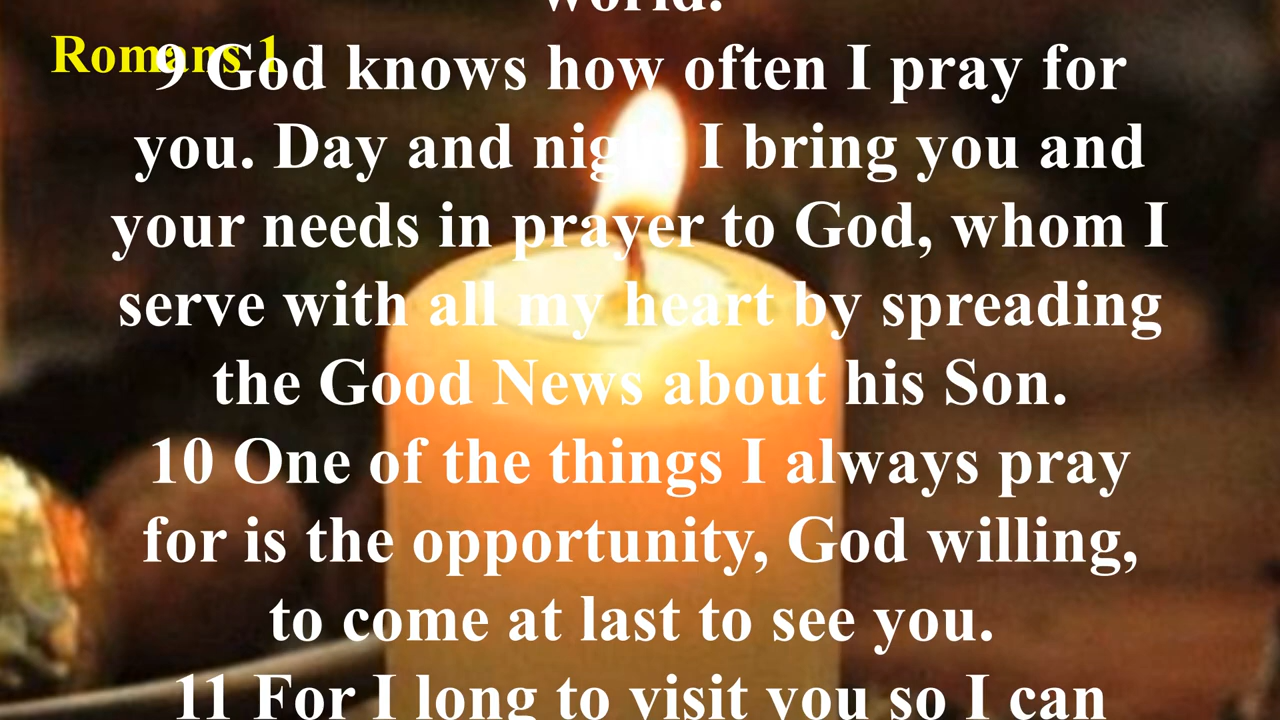 world.
Romans 1
9 God knows how often I pray for
you. Day and night I bring you and
your needs in prayer to God, whom I
serve with all my heart by spreading
the Good News about his Son.
10 One of the things I always pray
for is the opportunity, God willing,
to come at last to see you.
11 For I long to visit you so I can